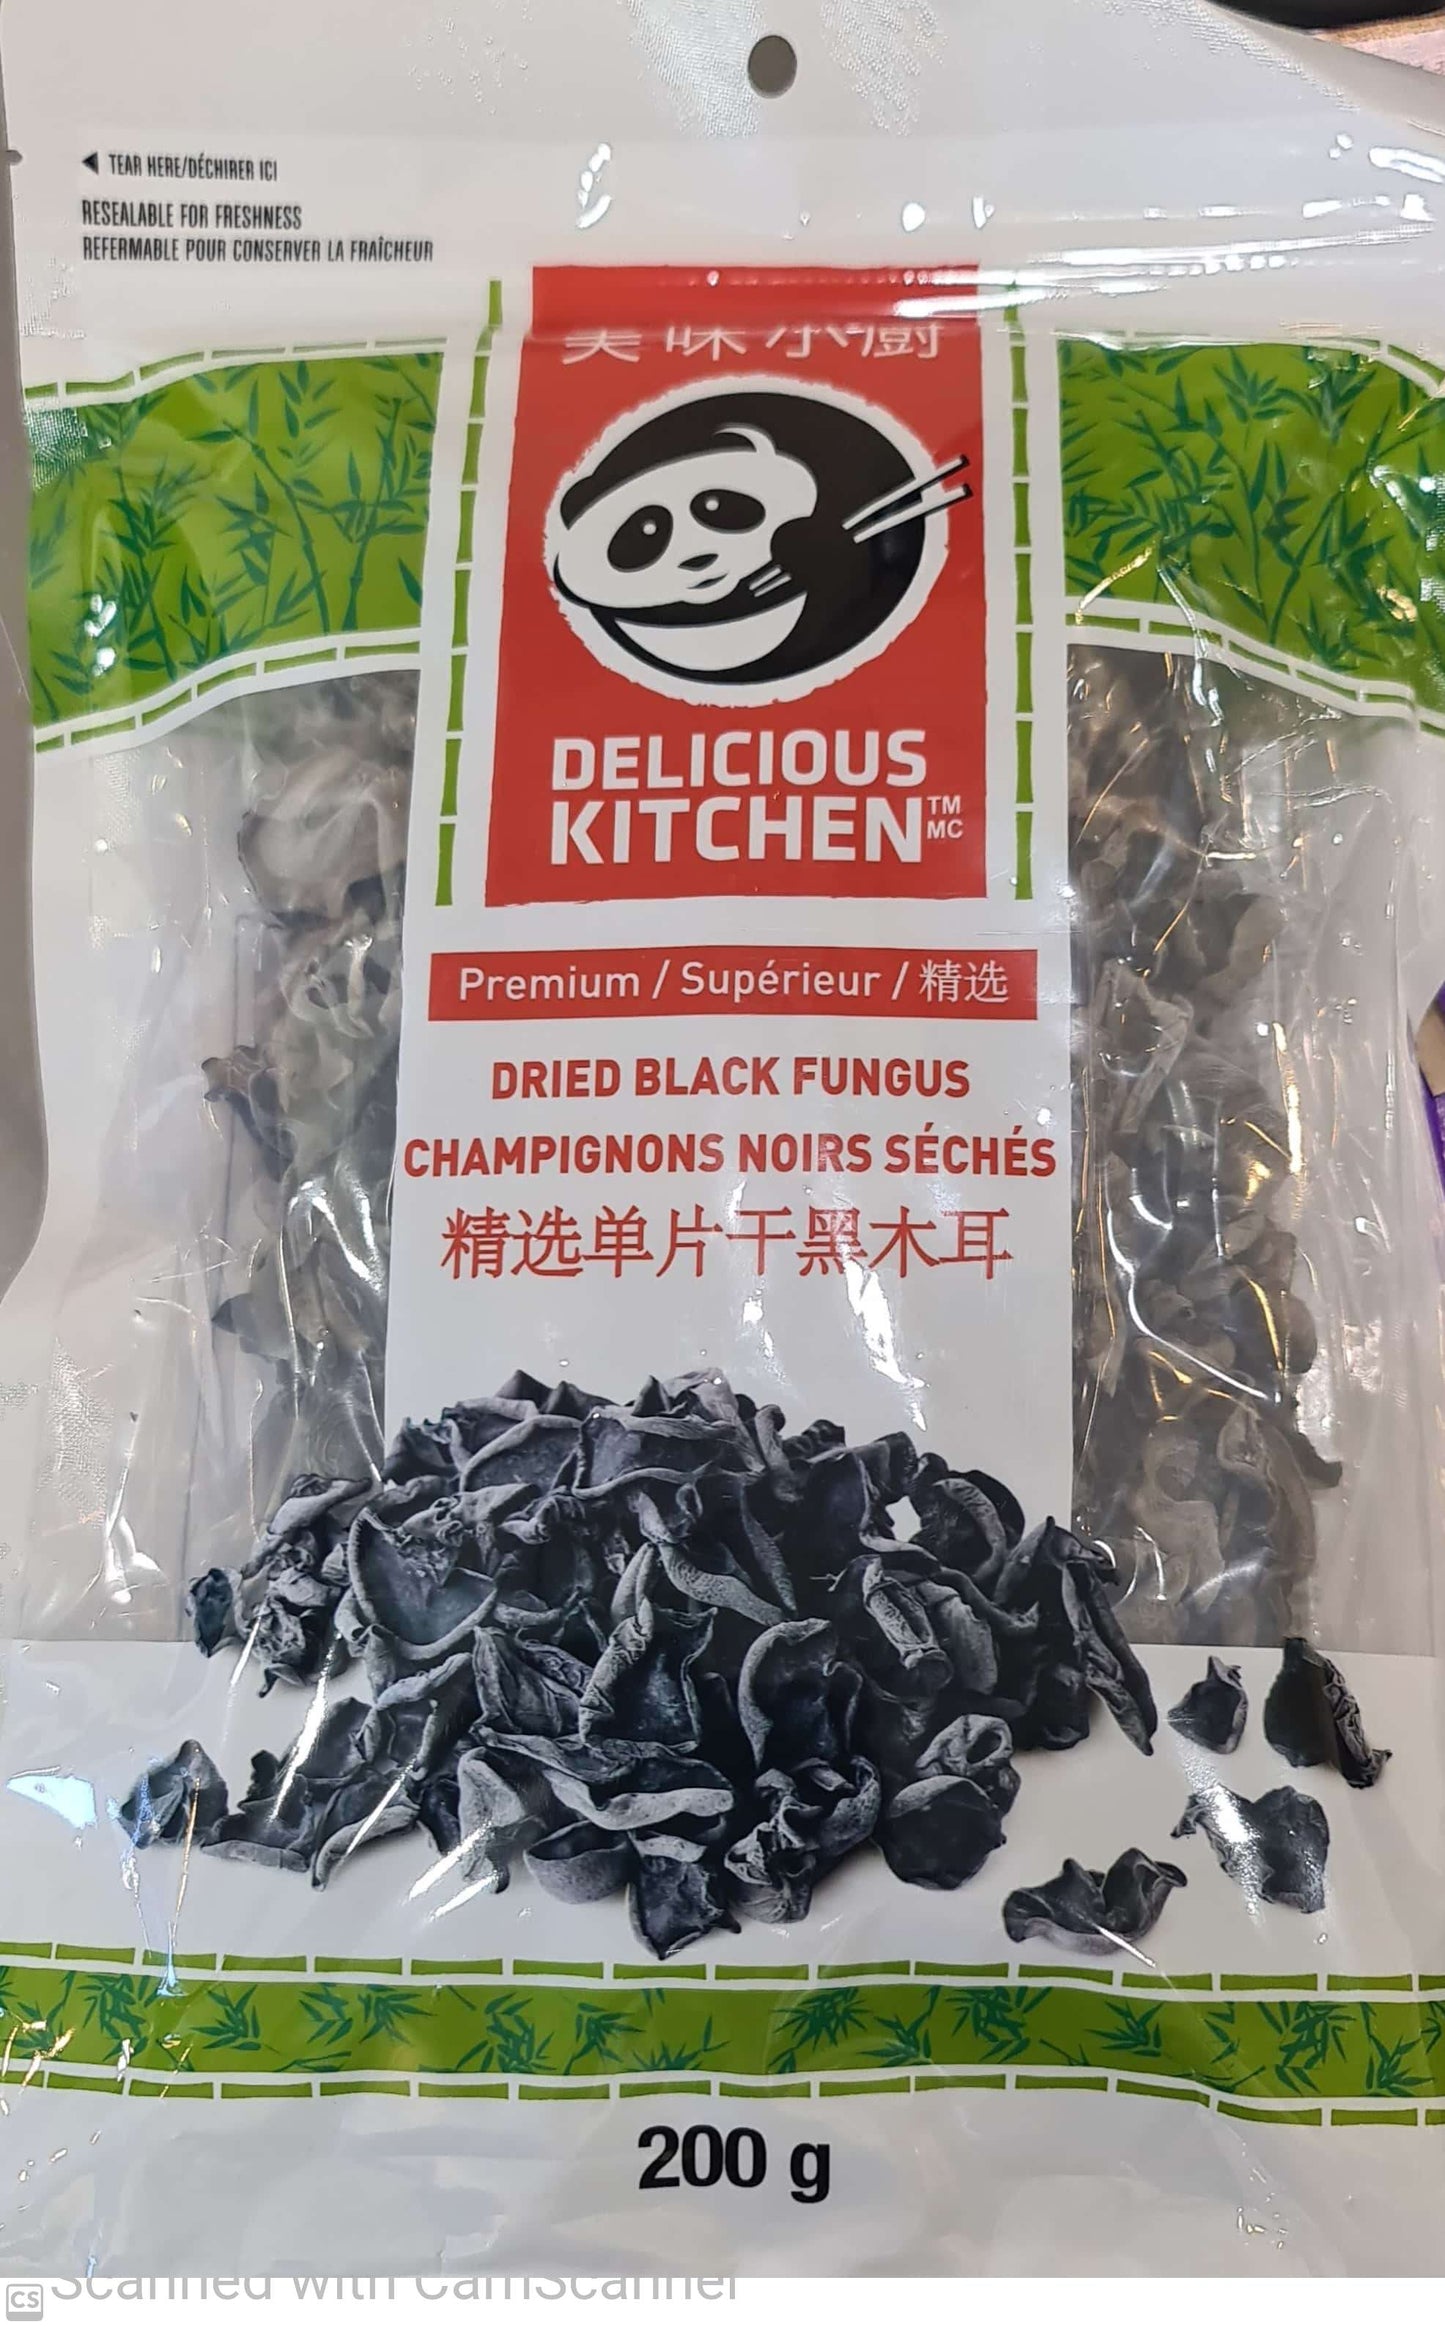 TEAR HERE/DÉCHIRER ICI
RESEALABLE FOR FRESHNESS
REFERMABLE POUR CONSERVER LA FRAÎCHEUR
美味小厨
DELICIOUS
KITCHEN TM MC
Premium / Supérieur / 精选
DRIED BLACK FUNGUS
CHAMPIGNONS NOIRS SÉCHÉS
精选单片干黑木耳
200 g
CS Scanned with CamScanner